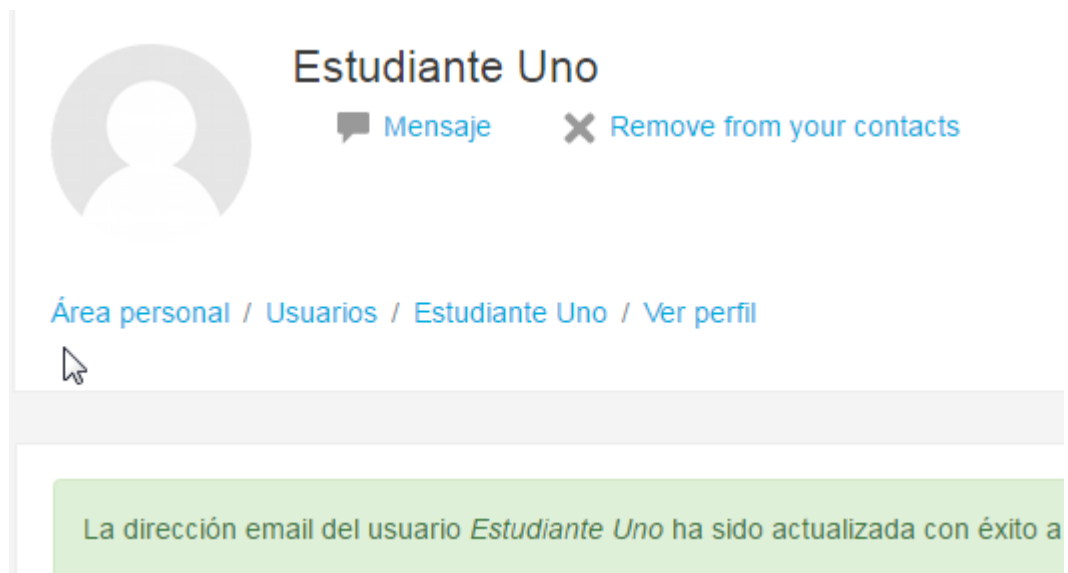 Estudiante Uno
Mensaje Remove from your contacts
Área personal / Usuarios / Estudiante Uno / Ver perfil
La dirección email del usuario Estudiante Uno ha sido actualizada con éxito a